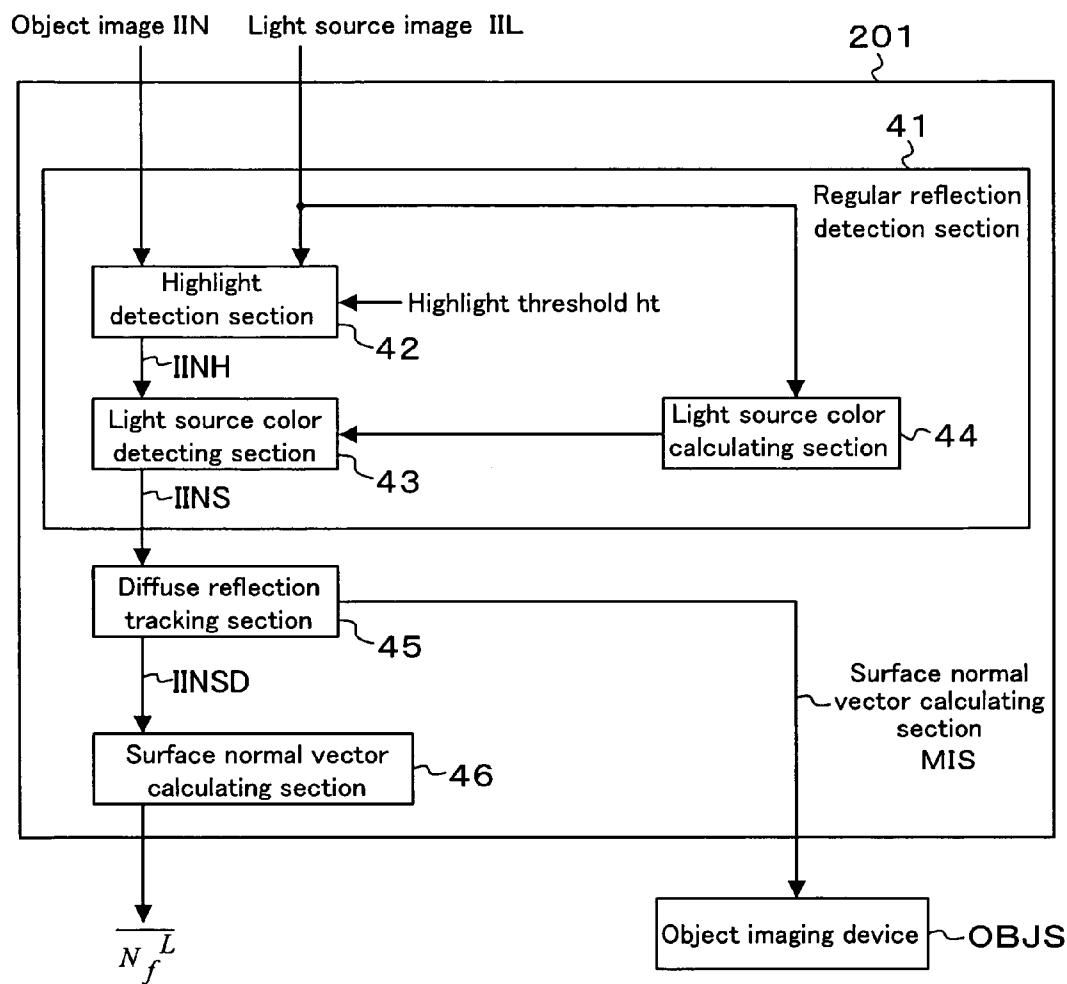 Object image IIN
Light source image IIL
201
41
Regular reflection
detection section
Highlight
detection section
Highlight threshold ht
42
IINH
Light source color
detecting section
43
Light source color
calculating section
44
IINS
Diffuse reflection
tracking section
45
IINSD
Surface normal
vector calculating
section
MIS
Surface normal vector
calculating section
46
N_f^L
Object imaging device
OBJS